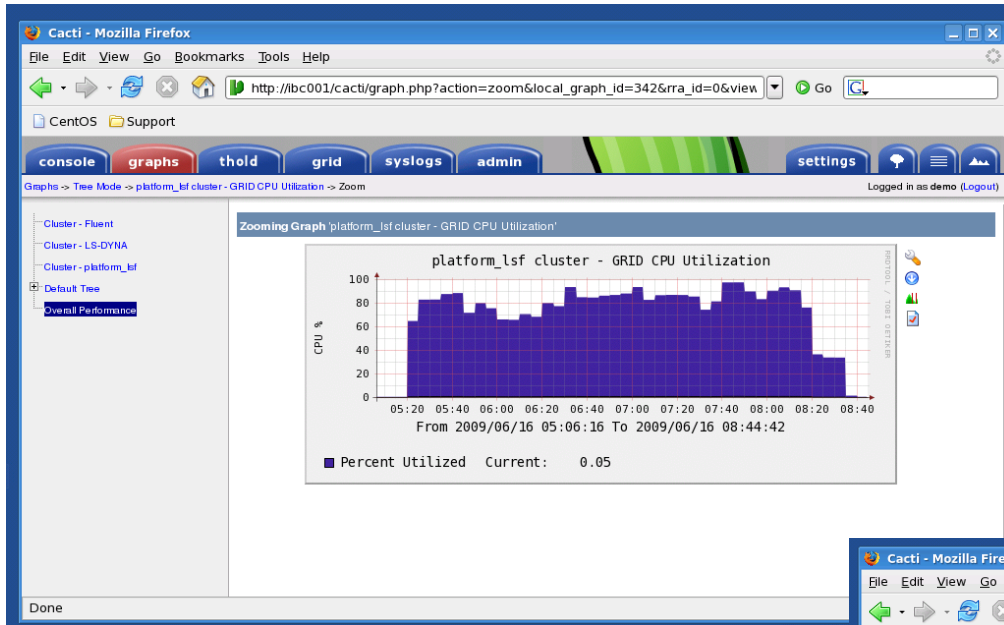 Cacti - Mozilla Firefox
File Edit View Go Bookmarks Tools Help
http://ibc001/cacti/graph.php?action=zoom&local_graph_id=342&rra_id=0&view Go G
CentOS Support
console graphs thold grid syslogs admin settings
Graphs -> Tree Mode -> platform_lsf cluster - GRID CPU Utilization -> Zoom Logged in as demo (Logout)
Cluster - Fluent
Cluster - LS-DYNA
Cluster - platform_lsf
Default Tree
Overall Performance
Zooming Graph 'platform_lsf cluster - GRID CPU Utilization'
platform_lsf cluster - GRID CPU Utilization
RRDTOOL / TOBI OETIKER
CPU %
100
80
60
40
20
0
05:20 05:40 06:00 06:20 06:40 07:00 07:20 07:40 08:00 08:20 08:40
From 2009/06/16 05:06:16 To 2009/06/16 08:44:42
Percent Utilized Current: 0.05
Done
Cacti - Mozilla Fire
File Edit View Go